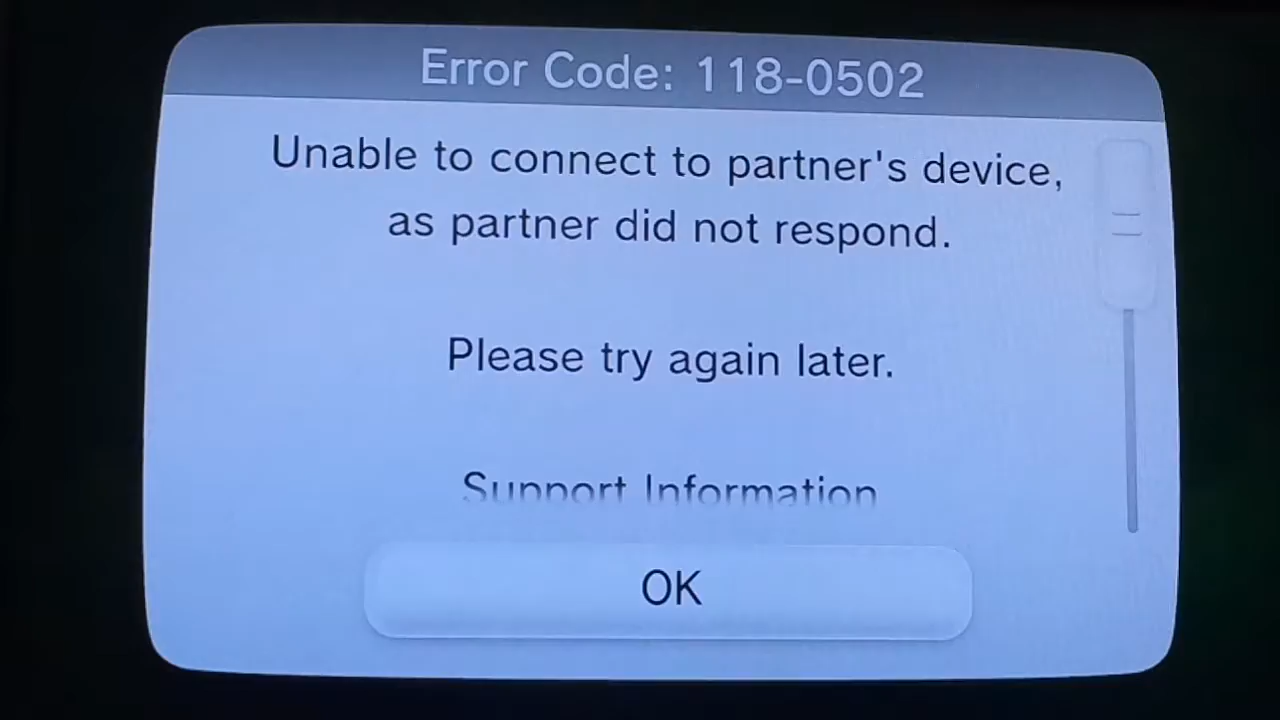 Error Code: 118-0502
Unable to connect to partner's device,
as partner did not respond.
Please try again later.
Support Information
OK